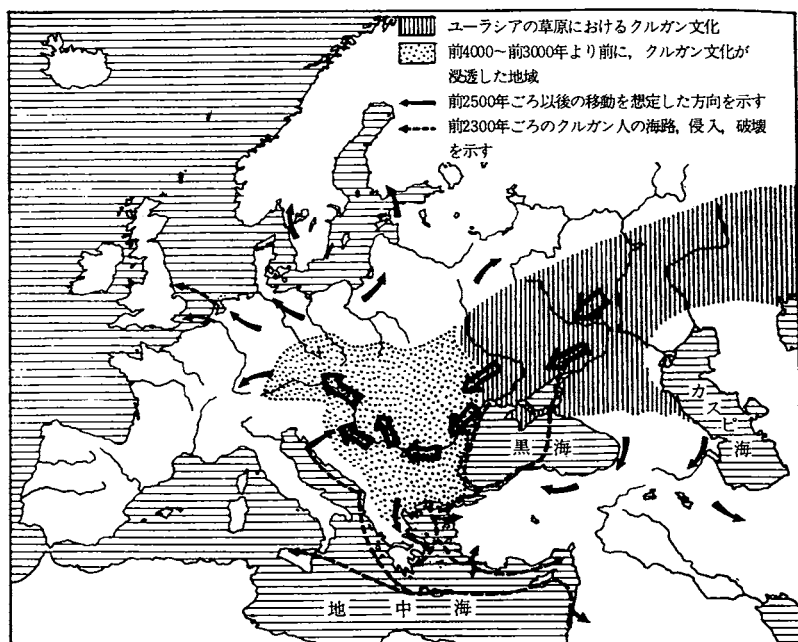 ユーラシアの草原におけるクルガン文化
前4000～前3000年より前に，クルガン文化が
浸透した地域
前2500年ごろ以後の移動を想定した方向を示す
前2300年ごろのクルガン人の海路，侵入，破壊
を示す
カスピ海
黒海
地中海